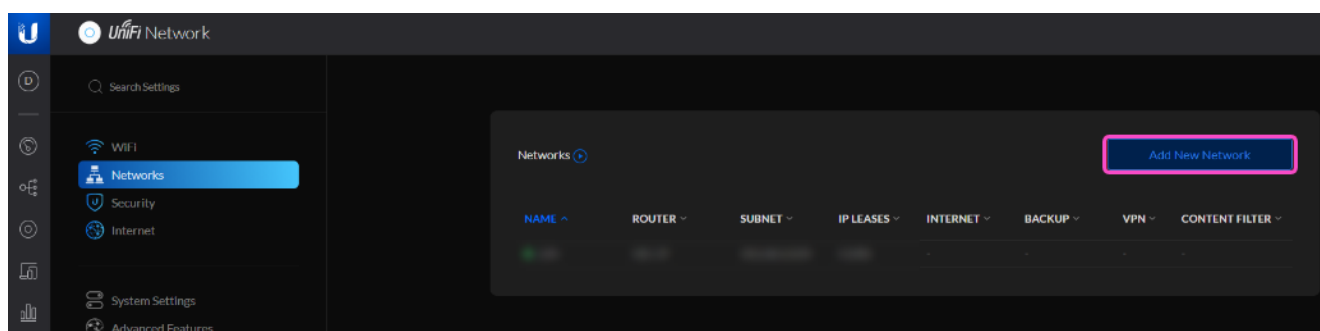 UniFi Network
D
Search Settings
WiFi
Networks
Security
Internet
System Settings
Advanced Features
Networks
Add New Network
NAME ROUTER SUBNET IP LEASES INTERNET BACKUP VPN CONTENT FILTER
- - - -